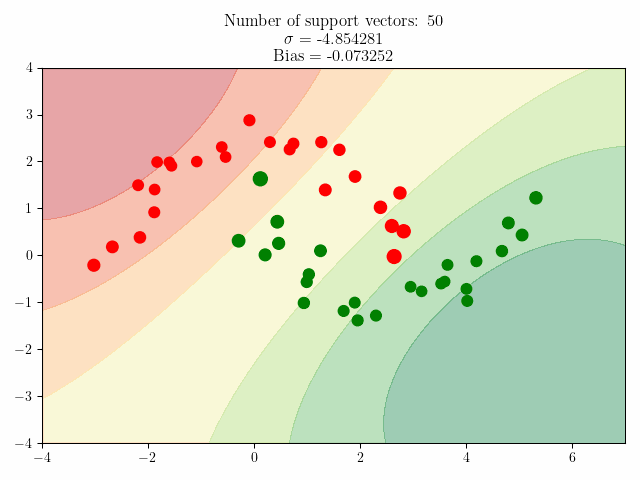 Number of support vectors: 50
σ = -4.854281
Bias = -0.073252
4
3
2
1
0
−1
−2
−3
−4
−4 −2 0 2 4 6